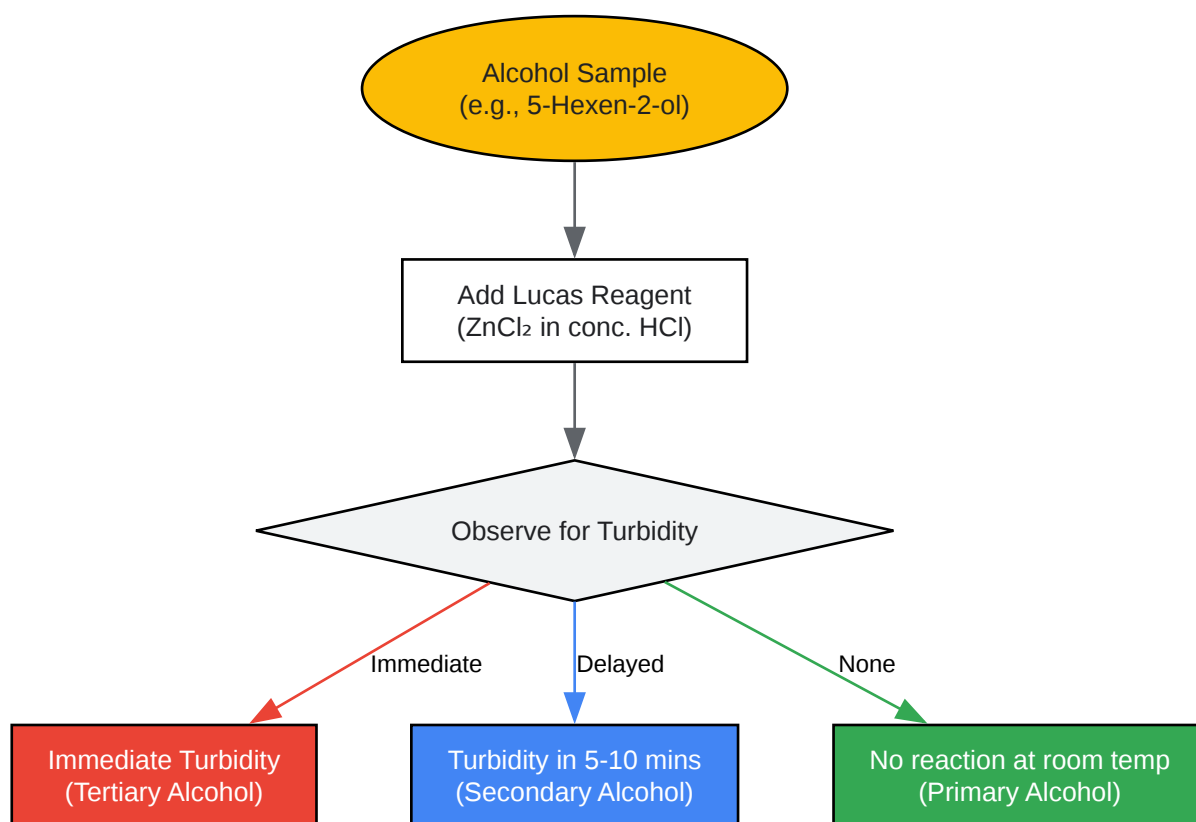 Alcohol Sample
(e.g., 5-Hexen-2-ol)
Add Lucas Reagent
(ZnCl₂ in conc. HCl)
Observe for Turbidity
Immediate
Delayed
None
Immediate Turbidity
(Tertiary Alcohol)
Turbidity in 5-10 mins
(Secondary Alcohol)
No reaction at room temp
(Primary Alcohol)